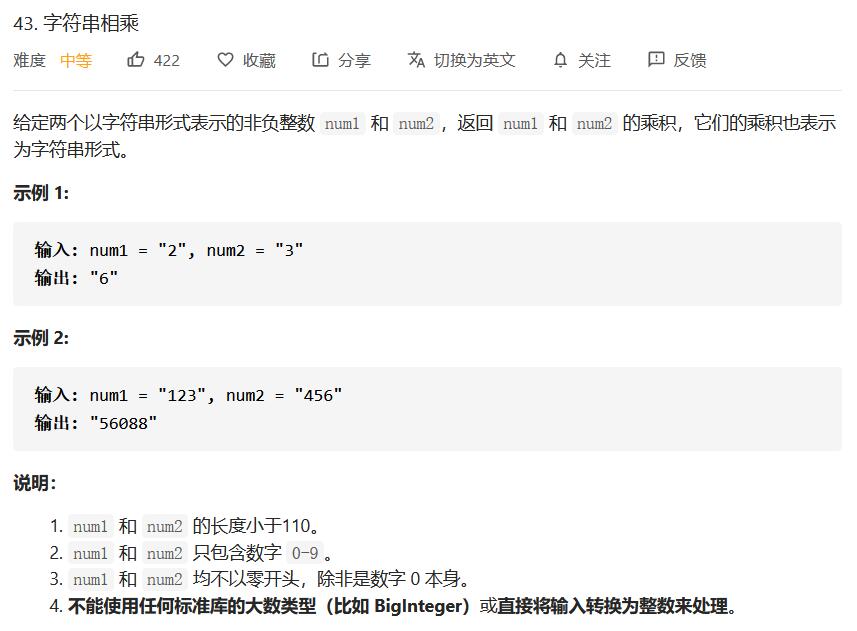 43. 字符串相乘
难度 中等 422 收藏 分享 切换为英文 关注 反馈
给定两个以字符串形式表示的非负整数 num1 和 num2，返回 num1 和 num2 的乘积，它们的乘积也表示
为字符串形式。
示例 1:
输入: num1 = "2", num2 = "3"
输出: "6"
示例 2:
输入: num1 = "123", num2 = "456"
输出: "56088"
说明：
1. num1 和 num2 的长度小于110。
2. num1 和 num2 只包含数字 0-9。
3. num1 和 num2 均不以零开头，除非是数字 0 本身。
4. 不能使用任何标准库的大数类型（比如 BigInteger）或直接将输入转换为整数来处理。